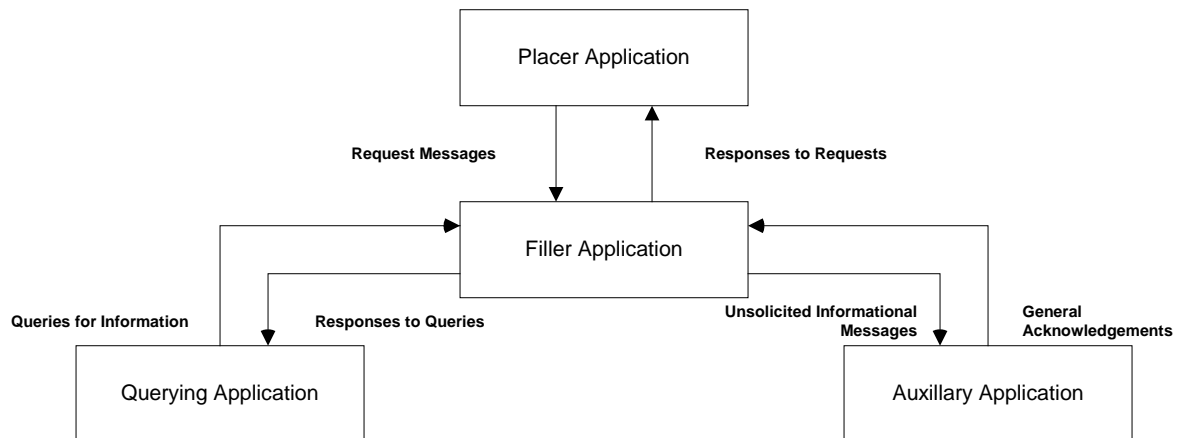 Placer Application
Request Messages
Responses to Requests
Filler Application
Queries for Information
Responses to Queries
Unsolicited Informational
Messages
General
Acknowledgements
Querying Application
Auxillary Application